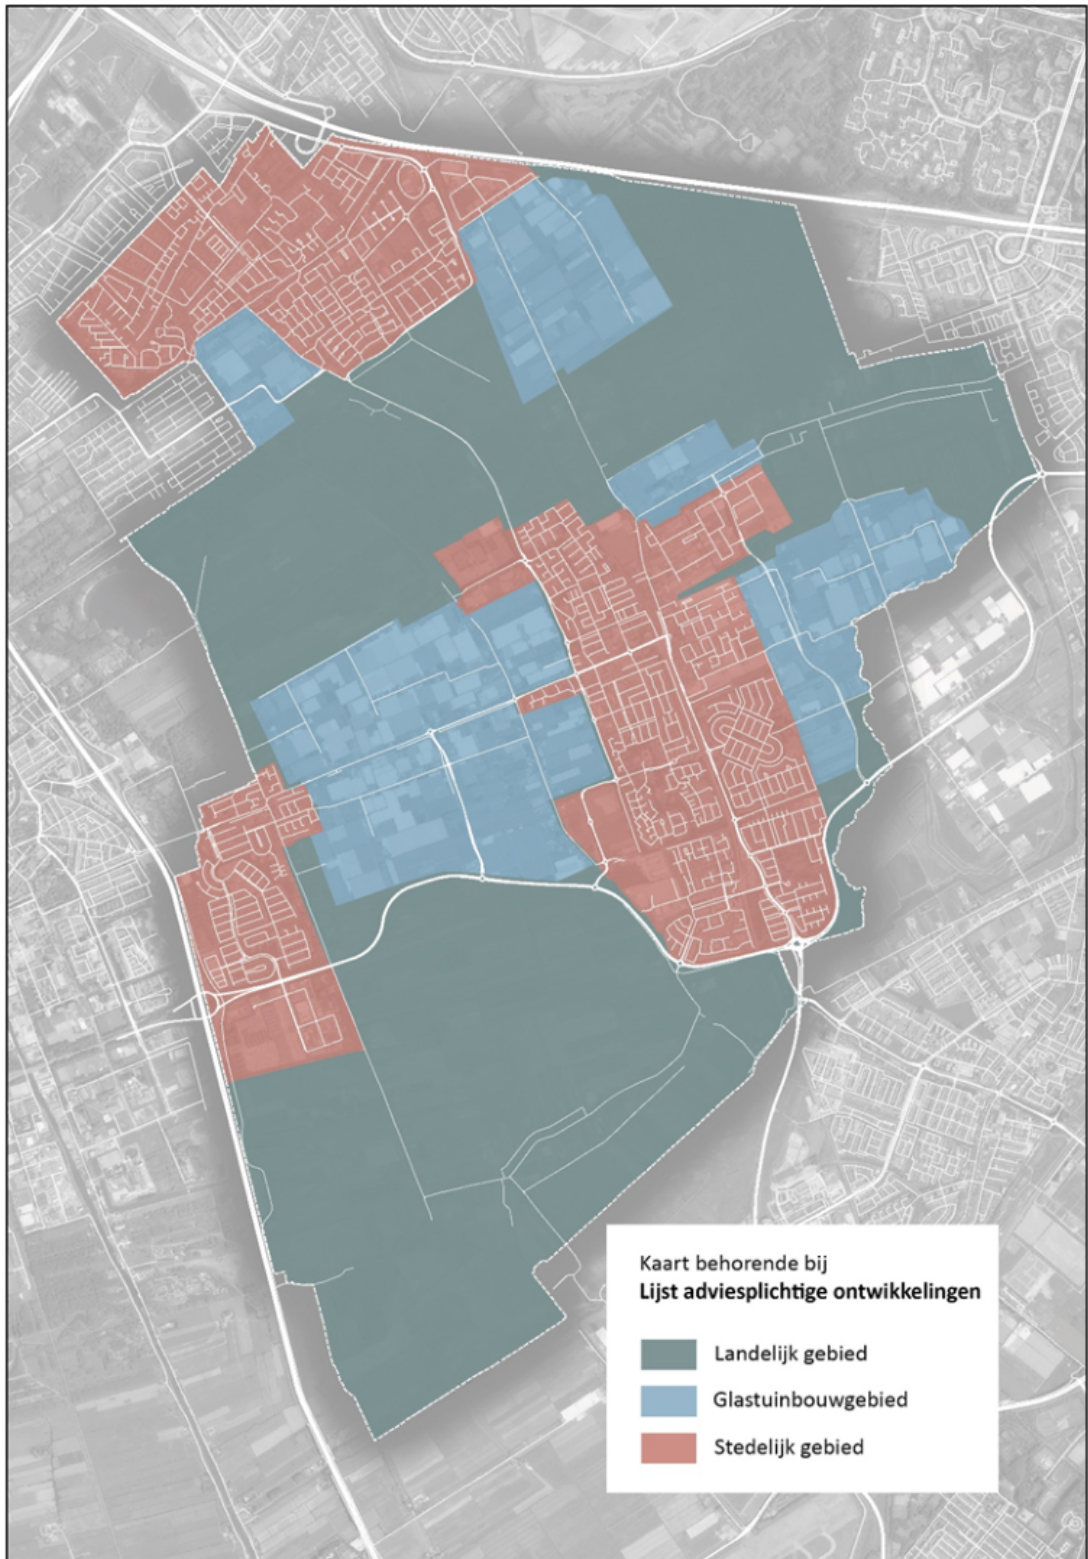 Kaart behorende bij
Lijst adviesplichtige ontwikkelingen
Landelijk gebied
Glastuinbouwgebied
Stedelijk gebied